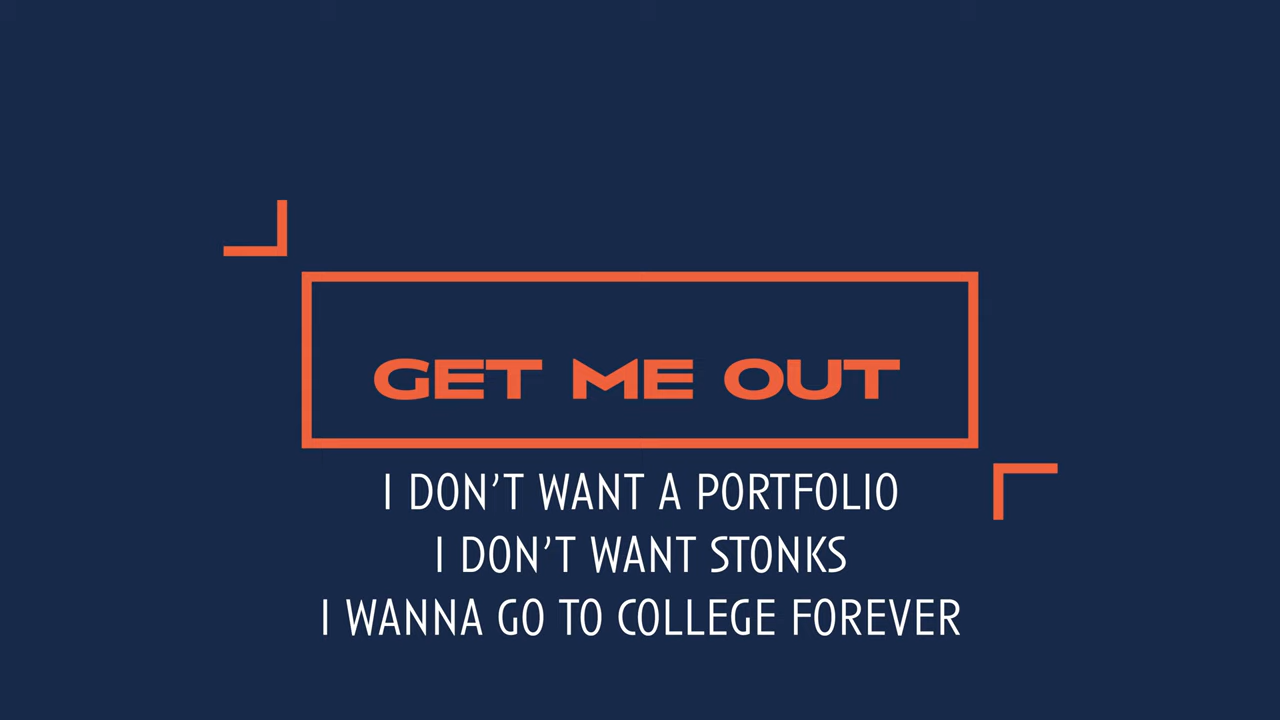 GET ME OUT
I DON’T WANT A PORTFOLIO
I DON’T WANT STONKS
I WANNA GO TO COLLEGE FOREVER